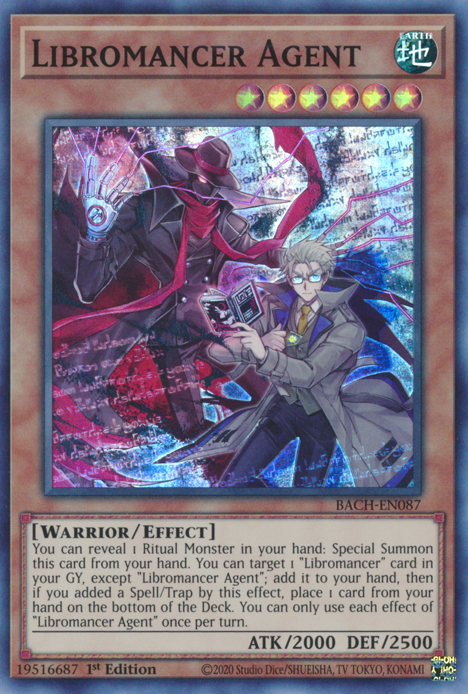 LIBROMANCER AGENT
EARTH
地
BACH-EN087
[WARRIOR/EFFECT]
You can reveal 1 Ritual Monster in your hand: Special Summon
this card from your hand. You can target 1 "Libromancer" card in
your GY, except "Libromancer Agent"; add it to your hand, then
if you added a Spell/Trap by this effect, place 1 card from your
hand on the bottom of the Deck. You can only use each effect of
"Libromancer Agent" once per turn.
ATK/2000 DEF/2500
19516687 1st Edition ©2020 Studio Dice/SHUEISHA, TV TOKYO, KONAMI